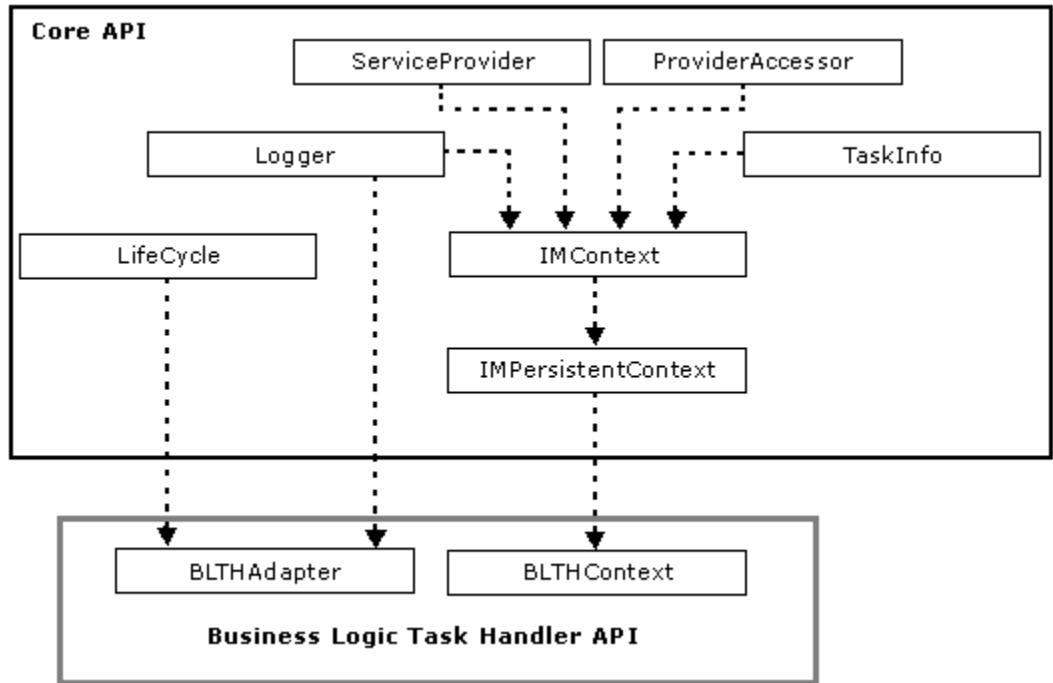 Core API
ServiceProvider
ProviderAccessor
Logger
TaskInfo
LifeCycle
IMContext
IMPersistentContext
BLTHAdapter
BLTHContext
Business Logic Task Handler API